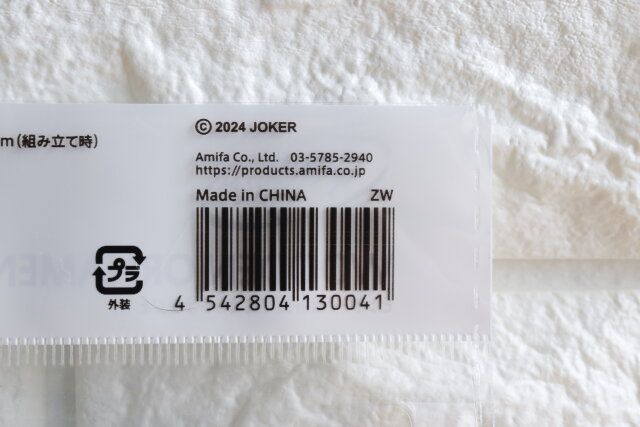 m(組み立て時)
© 2024 JOKER
Amifa Co., Ltd. 03-5785-2940
https://products.amifa.co.jp
Made in CHINA ZW
プラ
外装
4 542804 130041